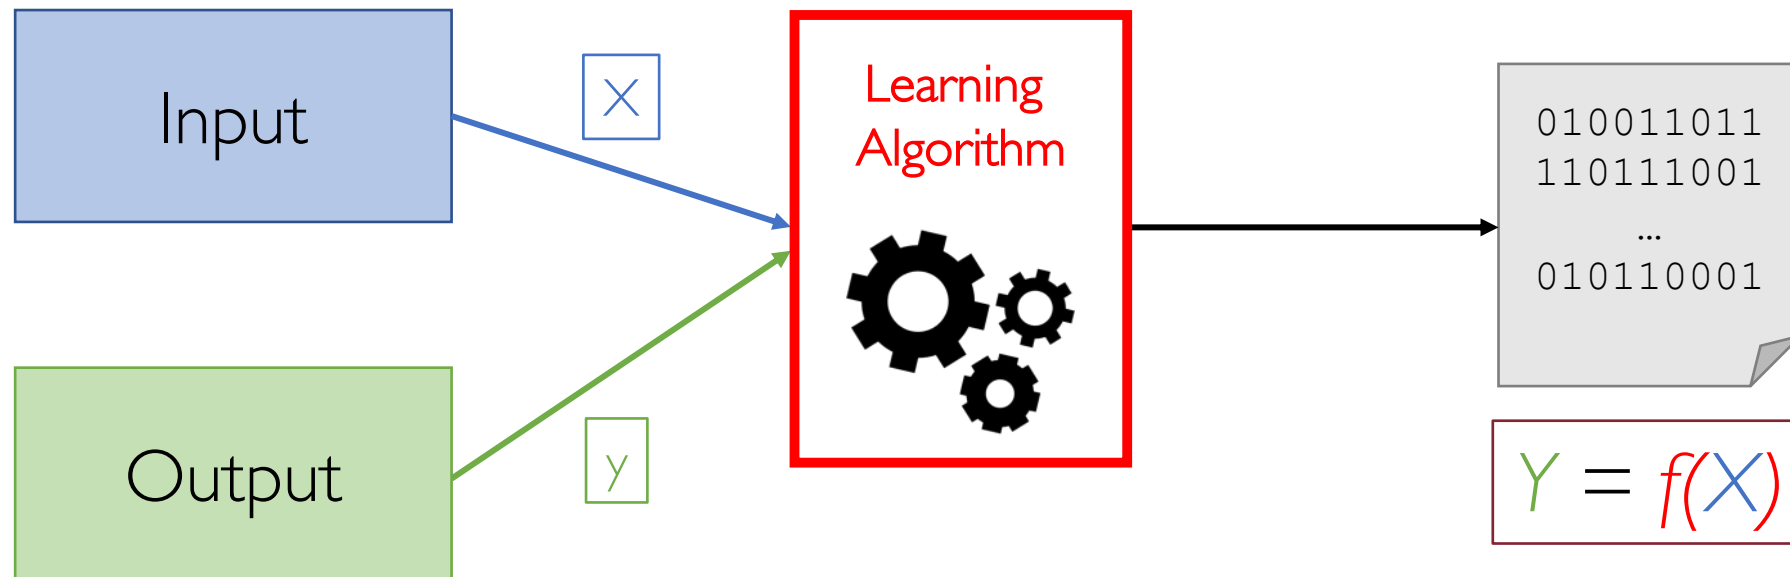 Input
X
Learning
Algorithm
010011011
110111001
...
010110001
Output
y
Y = f(X)